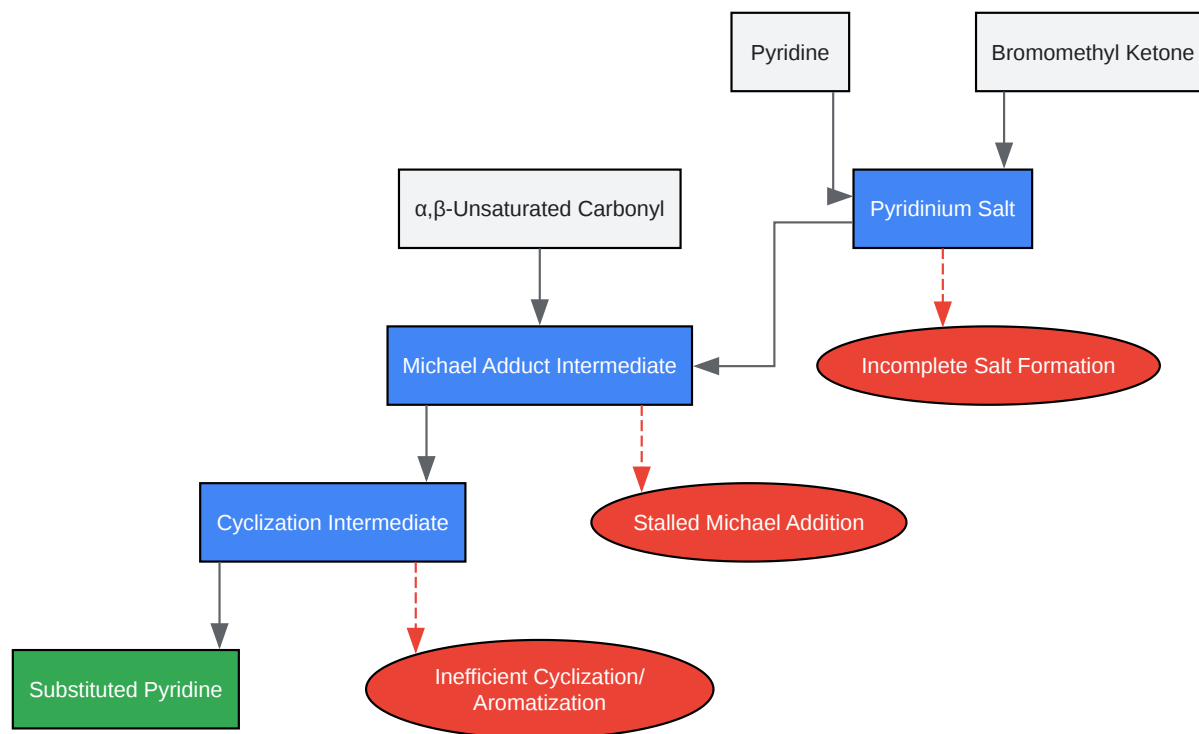 Pyridine
Bromomethyl Ketone
α,β-Unsaturated Carbonyl
Pyridinium Salt
Michael Adduct Intermediate
Incomplete Salt Formation
Cyclization Intermediate
Stalled Michael Addition
Substituted Pyridine
Inefficient Cyclization/
Aromatization